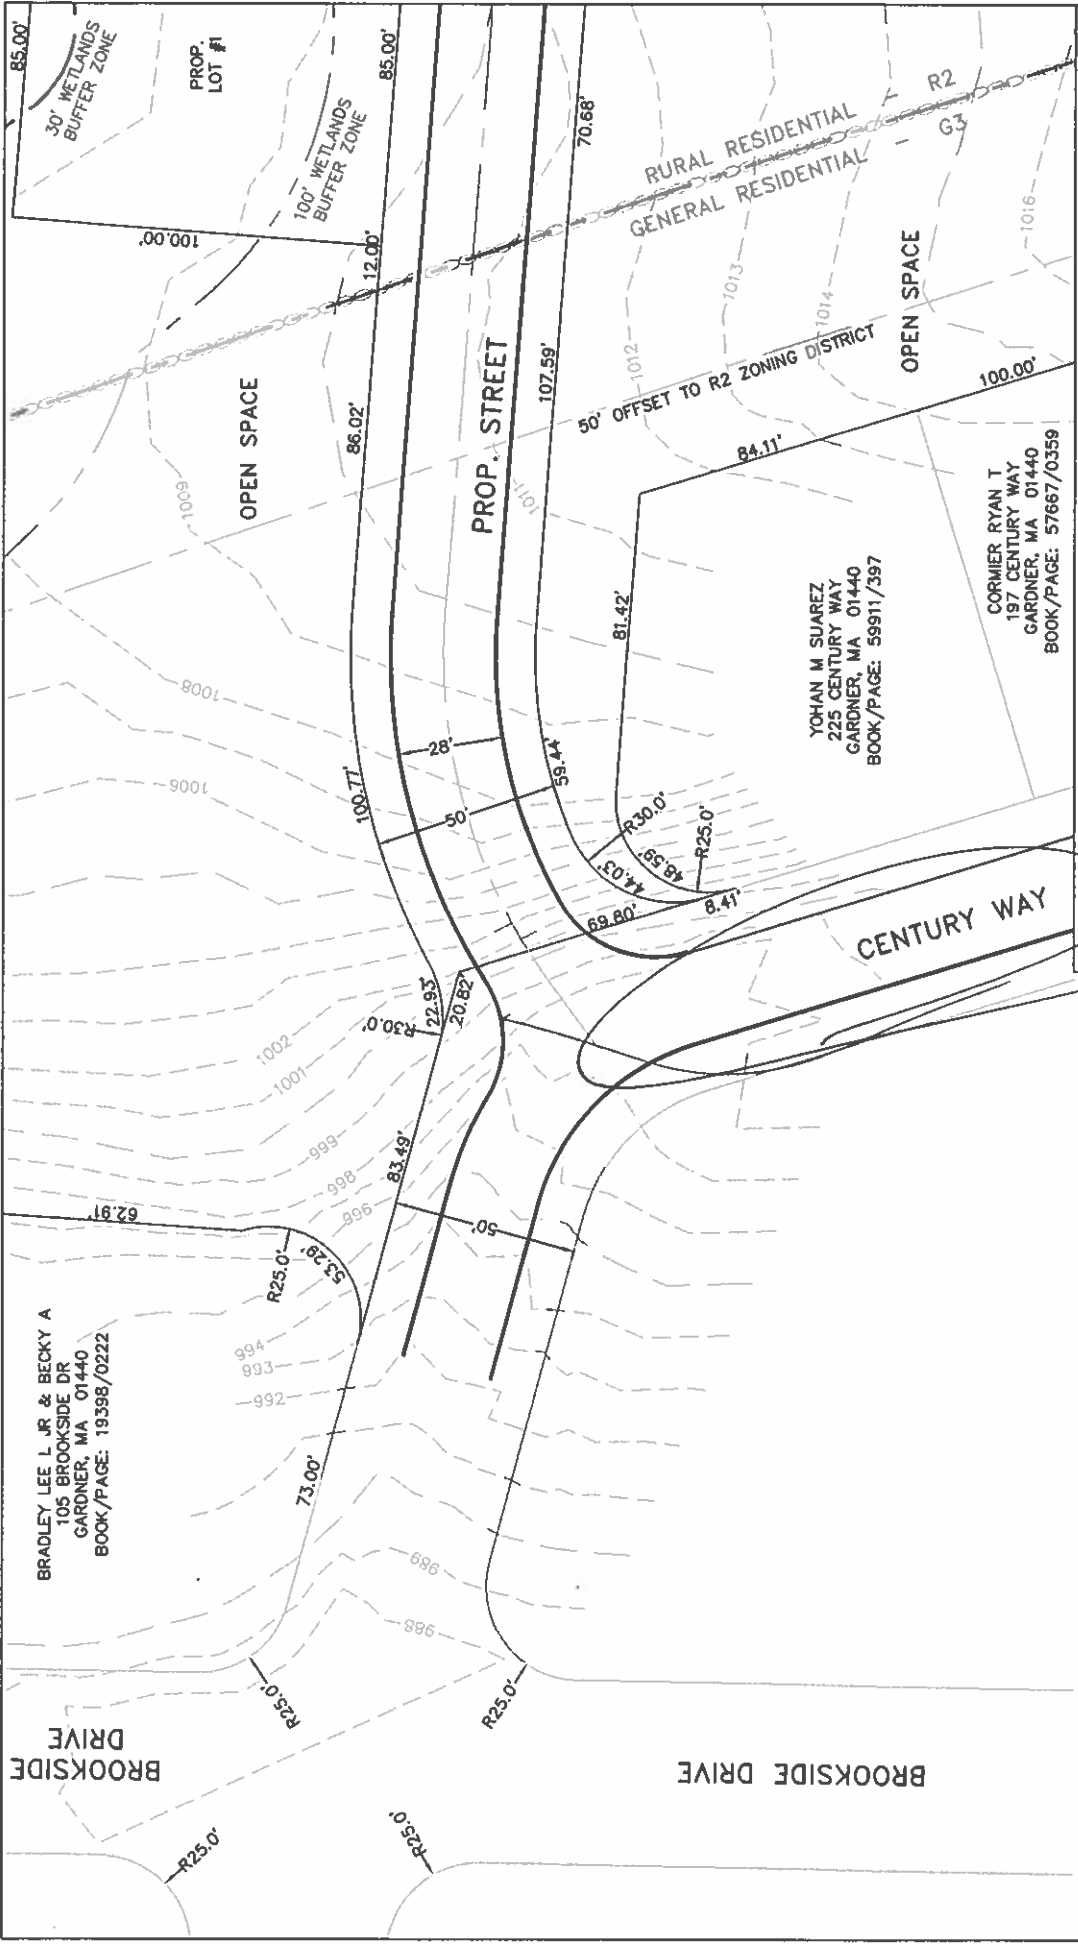 85.00'
30' WETLANDS
BUFFER ZONE
PROP.
LOT #1
85.00'
100' WETLANDS
BUFFER ZONE
70.68'
RURAL RESIDENTIAL - R2
GENERAL RESIDENTIAL - G3
100.00'
12.00'
1016
1013
1014
1012
OPEN SPACE
50' OFFSET TO R2 ZONING DISTRICT
100.00'
84.11'
OPEN SPACE
86.02'
PROP. STREET
107.59'
1009
1011
81.42'
YOHAN M SUAREZ
225 CENTURY WAY
GARDNER, MA 01440
BOOK/PAGE: 59911/397
CORMIER RYAN T
197 CENTURY WAY
GARDNER, MA 01440
BOOK/PAGE: 57667/0359
1008
1006
28'
50'
100.77'
59.44'
R30.0'
R25.0'
48.59'
44.03'
69.80'
8.41'
CENTURY WAY
22.93'
20.82'
R30.0'
1002
1001
999
998
996
83.49'
50'
62.91'
R25.0'
53.29'
994
993
992
BRADLEY LEE L JR & BECKY A
105 BROOKSIDE DR
GARDNER, MA 01440
BOOK/PAGE: 19398/0222
73.00'
989
988
R25.0'
R25.0'
BROOKSIDE
DRIVE
BROOKSIDE DRIVE
R25.0'
R25.0'